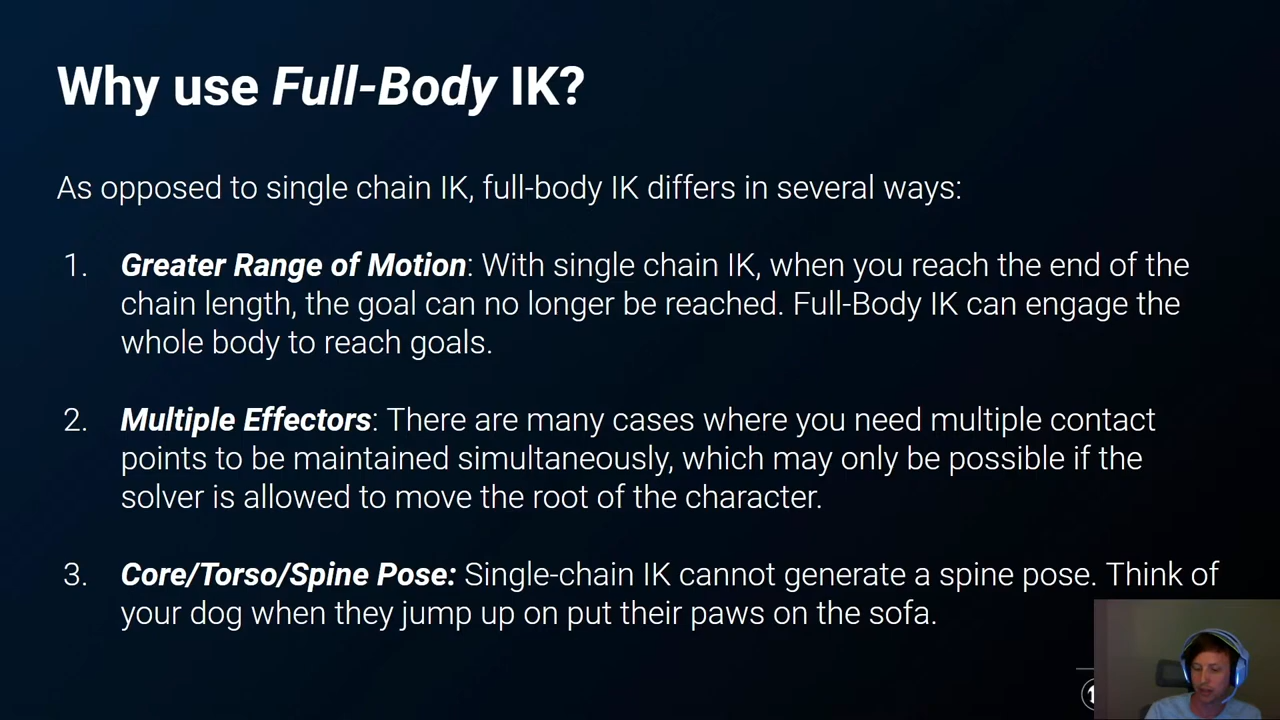 Why use Full-Body IK?
As opposed to single chain IK, full-body IK differs in several ways:
1. Greater Range of Motion: With single chain IK, when you reach the end of the
chain length, the goal can no longer be reached. Full-Body IK can engage the
whole body to reach goals.
2. Multiple Effectors: There are many cases where you need multiple contact
points to be maintained simultaneously, which may only be possible if the
solver is allowed to move the root of the character.
3. Core/Torso/Spine Pose: Single-chain IK cannot generate a spine pose. Think of
your dog when they jump up on put their paws on the sofa.